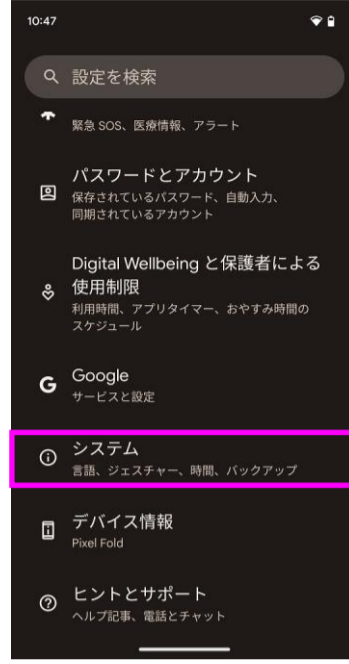 10:47
設定を検索
緊急 SOS、医療情報、アラート
パスワードとアカウント
保存されているパスワード、自動入力、
同期されているアカウント
Digital Wellbeing と保護者による
使用制限
利用時間、アプリタイマー、おやすみ時間の
スケジュール
Google
サービスと設定
システム
言語、ジェスチャー、時間、バックアップ
デバイス情報
Pixel Fold
ヒントとサポート
ヘルプ記事、電話とチャット